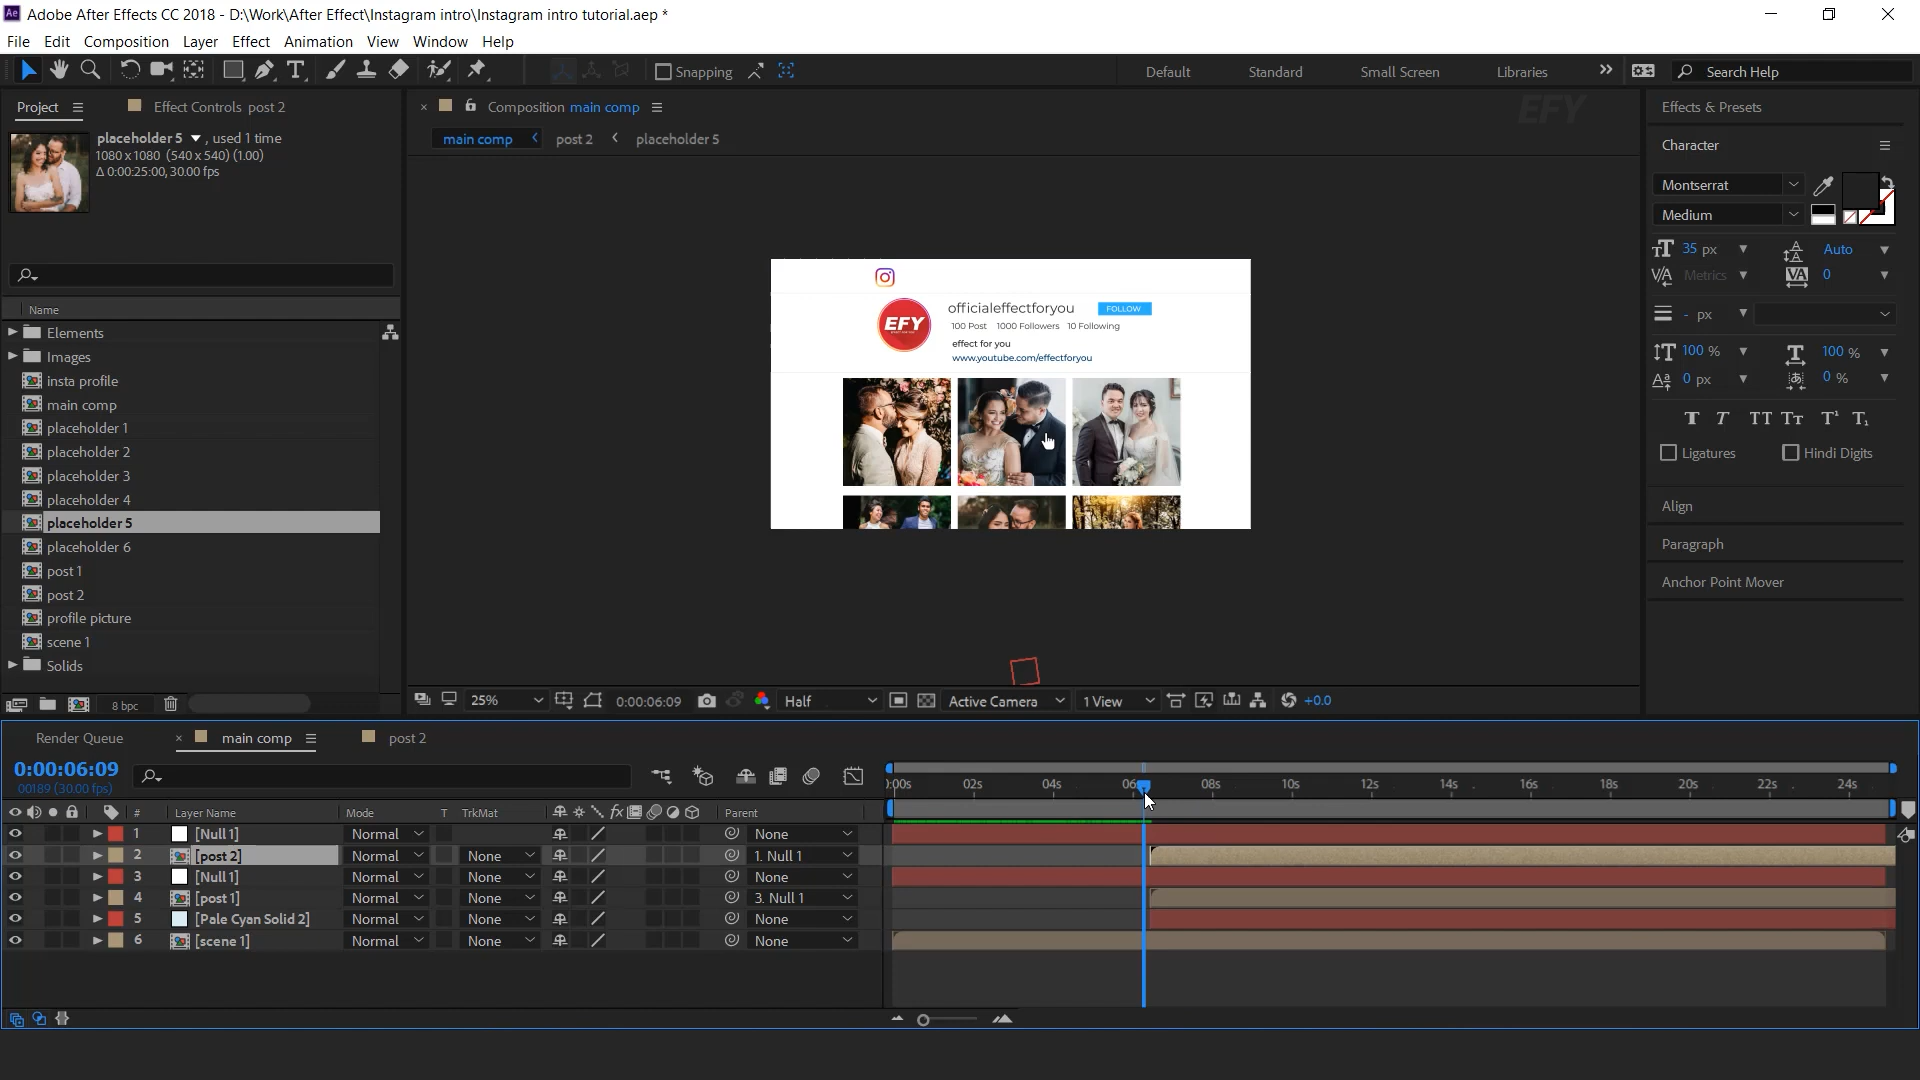 Adobe After Effects CC 2018 - D:\Work\After Effect\Instagram intro\Instagram intro tutorial.aep *
File Edit Composition Layer Effect Animation View Window Help
Snapping Default Standard Small Screen Libraries Search Help
Project Effect Controls post 2
placeholder 5 , used 1 time
1080 x 1080 (540 x 540) (1.00)
Δ 0:00:25:00, 30.00 fps
Name
Elements
Images
insta profile
main comp
placeholder 1
placeholder 2
placeholder 3
placeholder 4
placeholder 5
placeholder 6
post 1
post 2
profile picture
scene 1
Solids
8 bpc
Composition main comp
EFY
main comp post 2 placeholder 5
officialeffectforyou FOLLOW
100 Post 1000 Followers 10 Following
EFY
effect for you
www.youtube.com/effectforyou
25% 0:00:06:09 Half Active Camera 1 View +0.0
Effects & Presets
Character
Montserrat
Medium
35 px Auto
Metrics 0
- px
100 % 100 %
0 px 0 %
T T TT Tt T¹ T₁
Ligatures Hindi Digits
Align
Paragraph
Anchor Point Mover
Render Queue main comp post 2
0:00:06:09
00189 (30.00 fps)
:00s 02s 04s 06s 08s 10s 12s 14s 16s 18s 20s 22s 24s
# Layer Name Mode T TrkMat fx Parent
1 [Null 1] Normal None
2 [post 2] Normal None 1. Null 1
3 [Null 1] Normal None None
4 [post 1] Normal None 3. Null 1
5 [Pale Cyan Solid 2] Normal None None
6 [scene 1] Normal None None